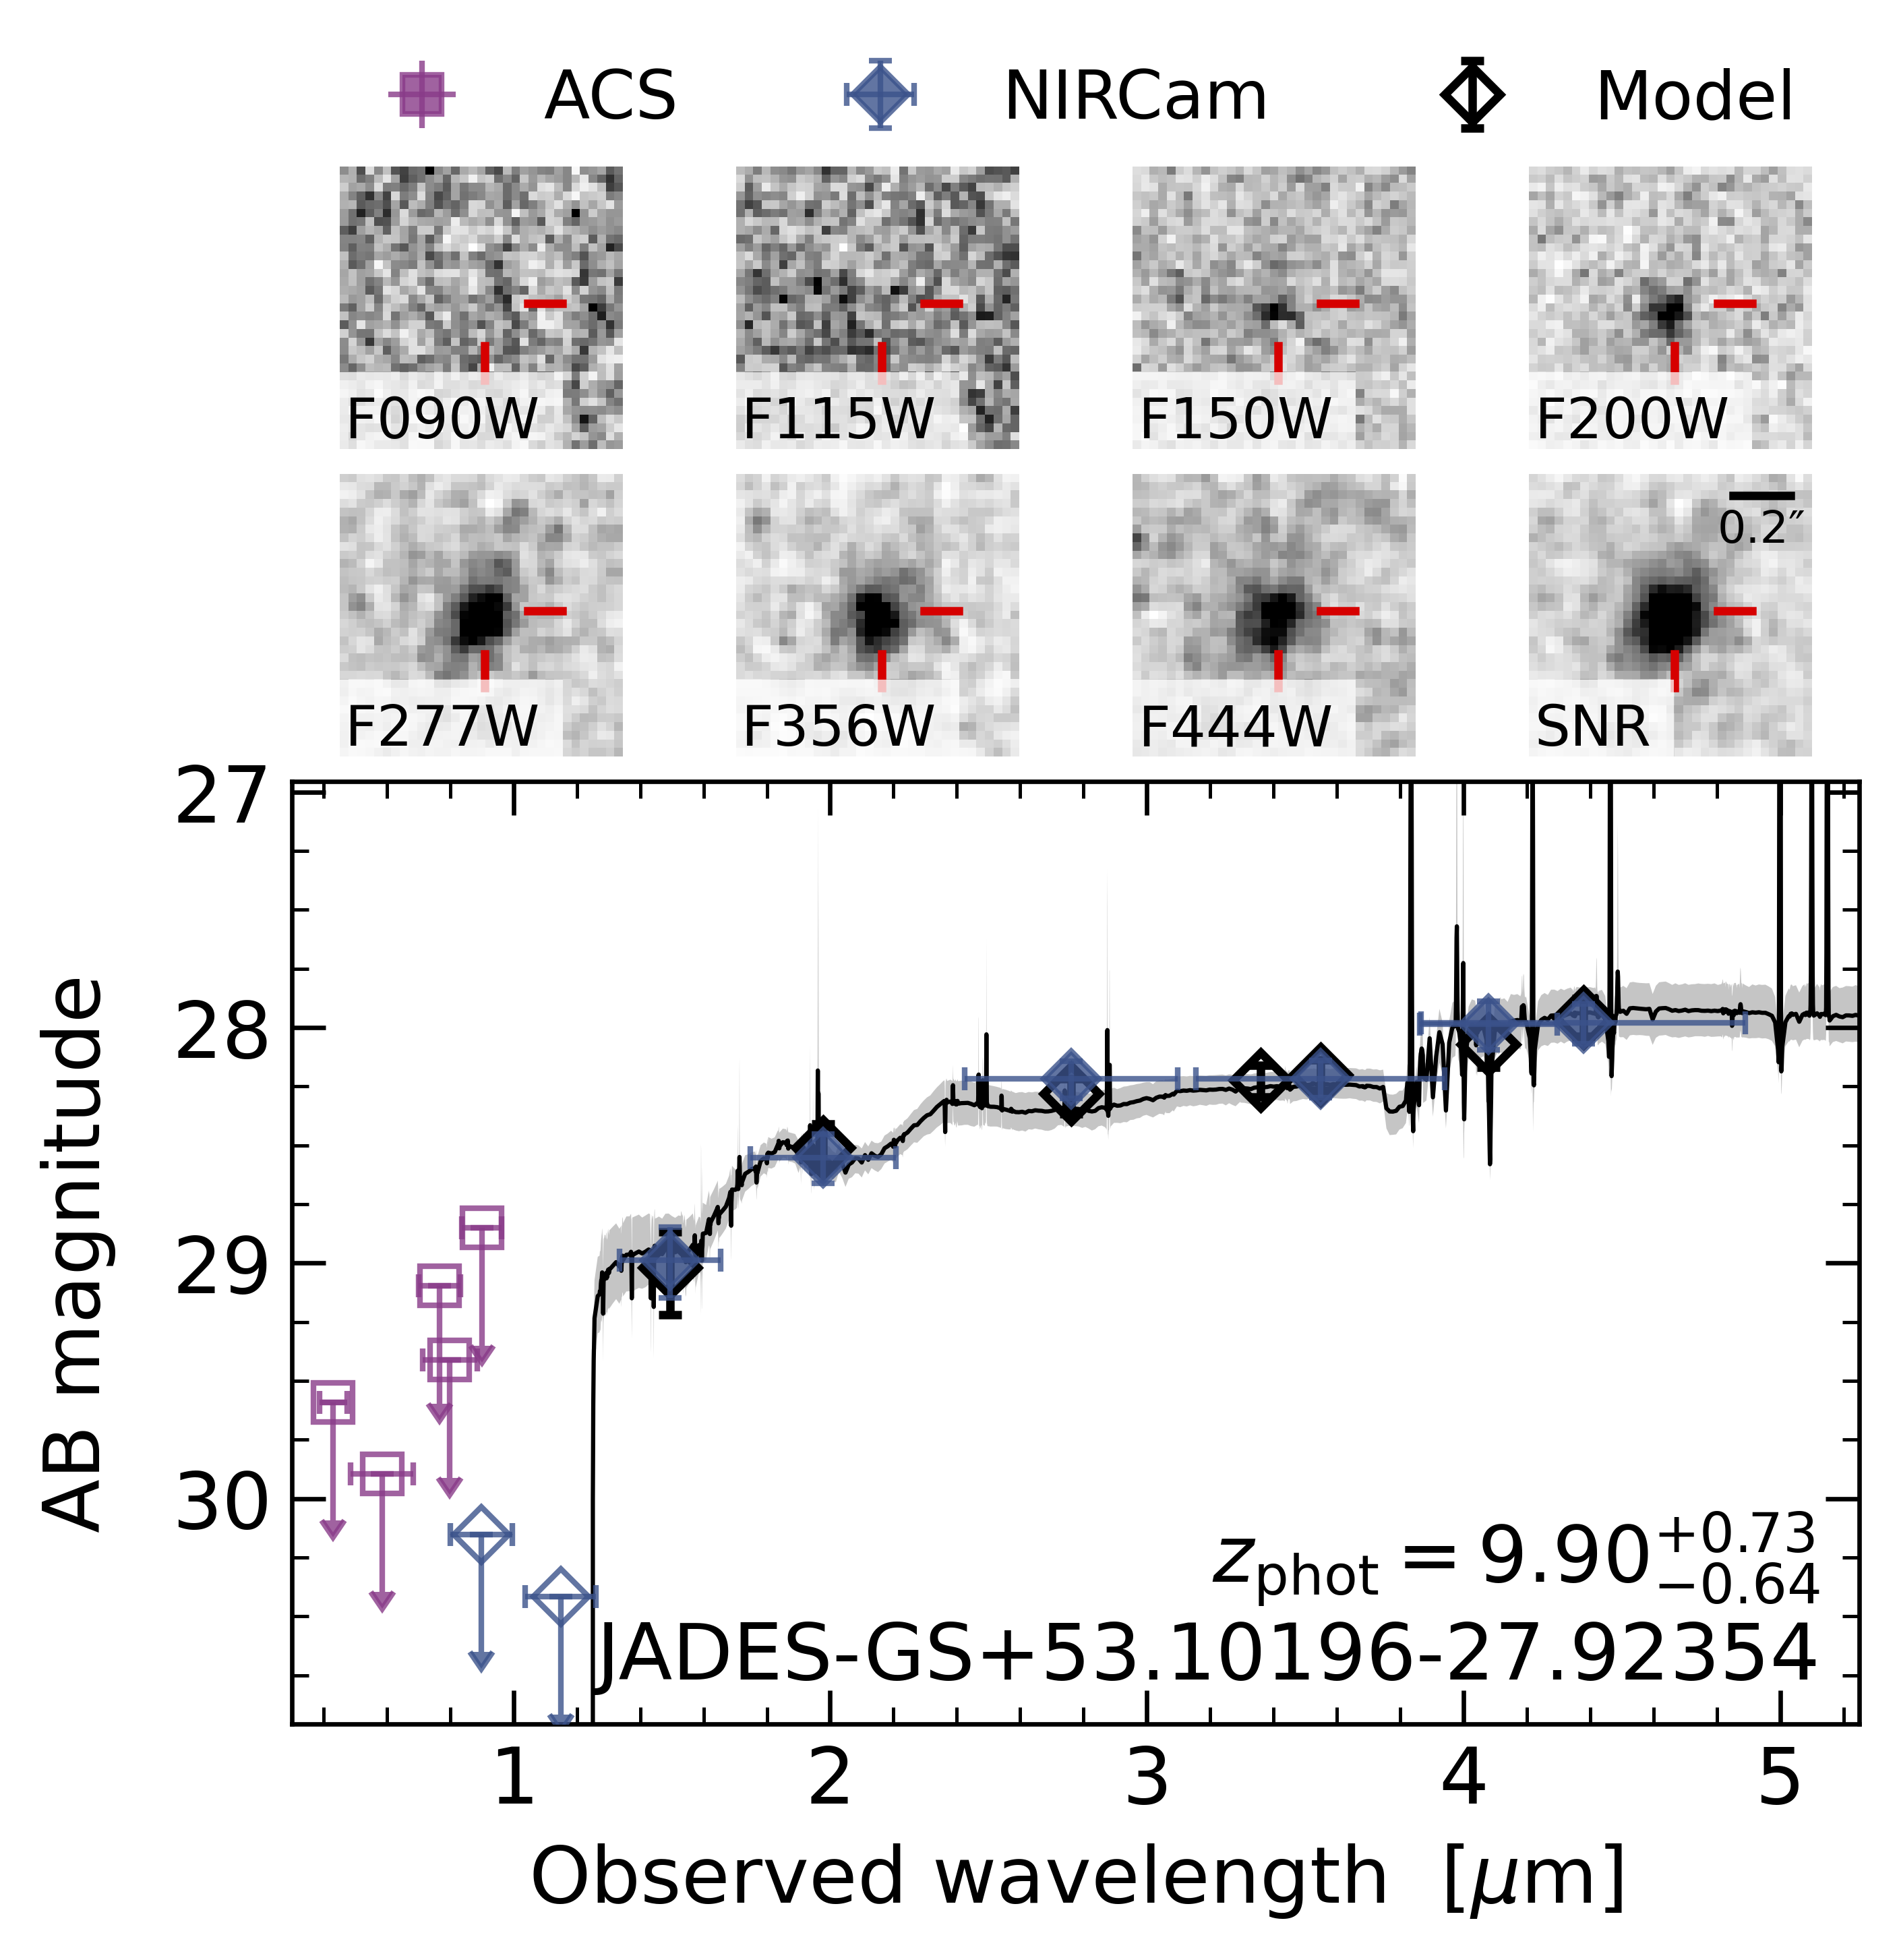 ACS NIRCam Model
F090W F115W F150W F200W
0.2″
F277W F356W F444W SNR
27
28
29
30
AB magnitude
z_phot = 9.90 +0.73 −0.64
JADES-GS+53.10196-27.92354
1 2 3 4 5
Observed wavelength [μm]